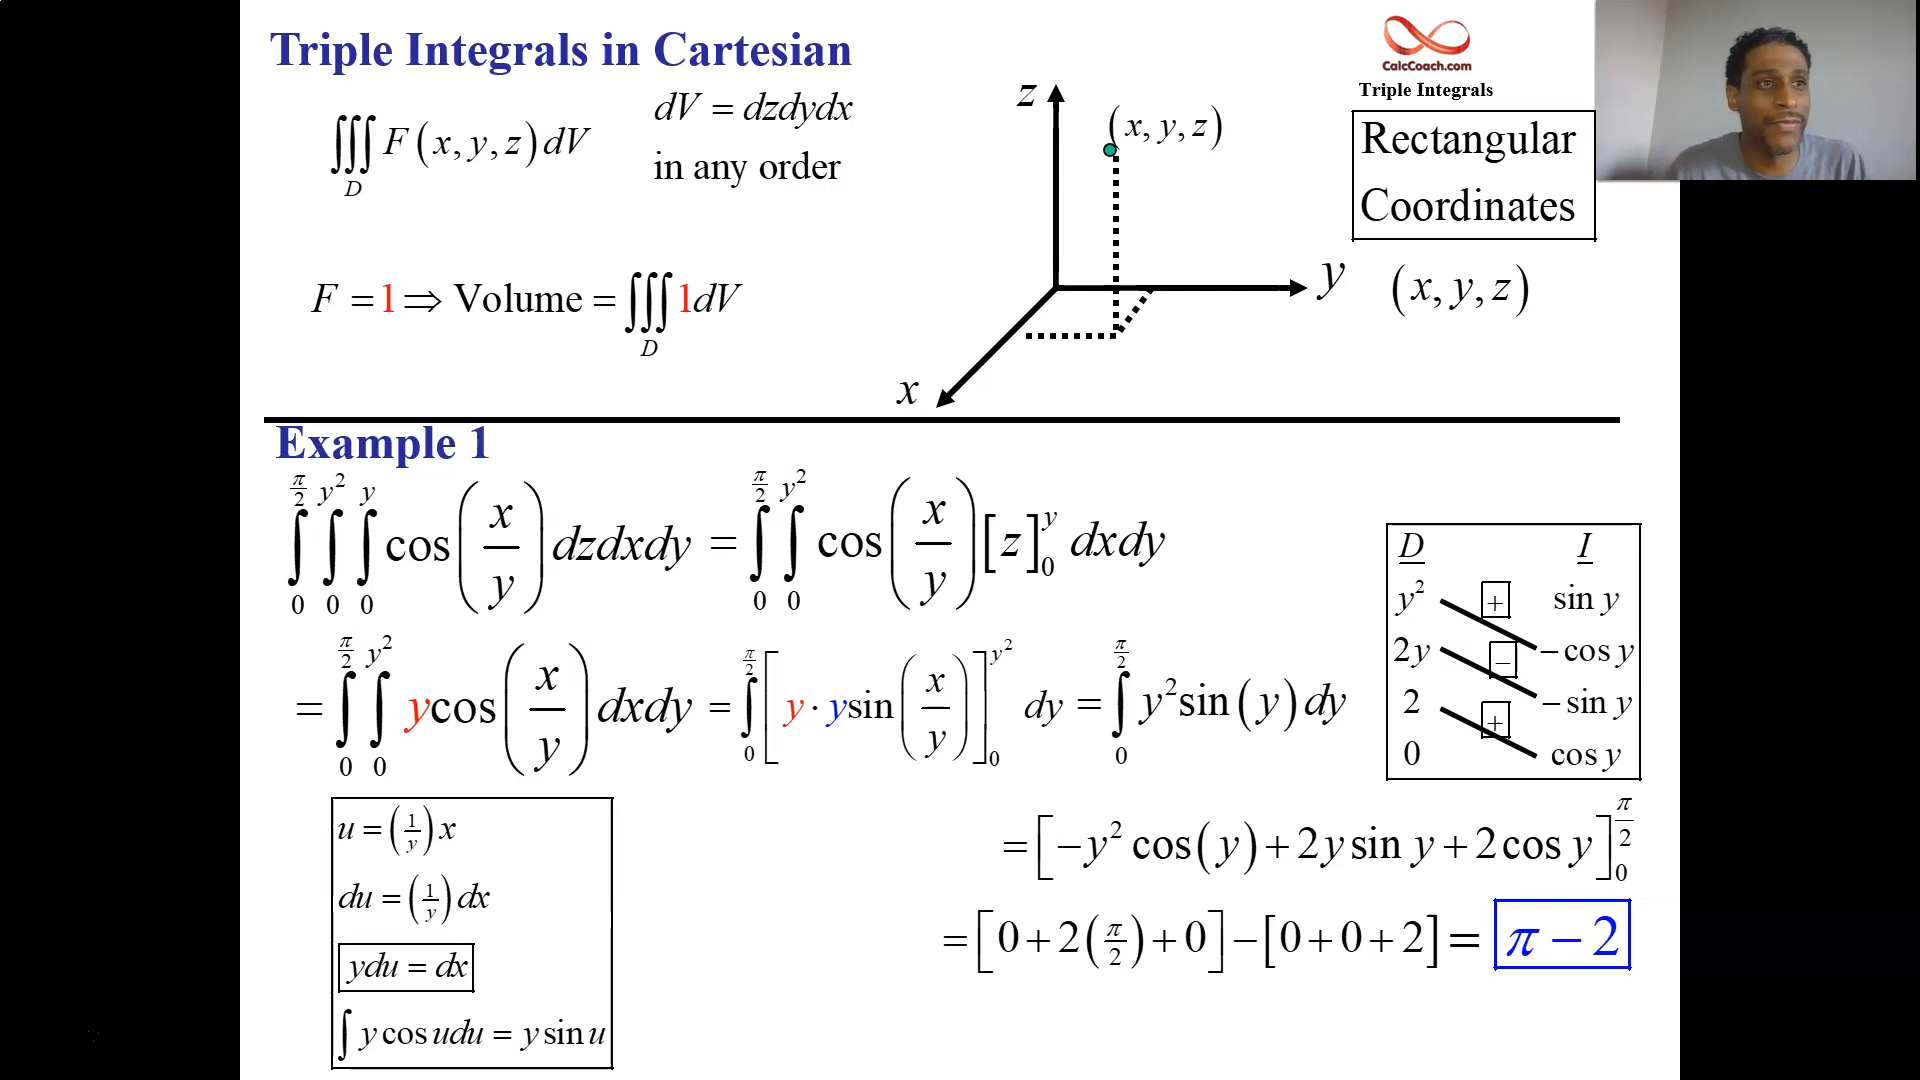 Triple Integrals in Cartesian
∭_D F(x, y, z) dV
dV = dzdydx
in any order
F = 1 ⇒ Volume = ∭_D 1dV
z
(x, y, z)
y
x
CalcCoach.com
Triple Integrals
Rectangular
Coordinates
(x, y, z)
Example 1
∫_0^{π/2} ∫_0^{y²} ∫_0^y cos(x/y) dzdxdy = ∫_0^{π/2} ∫_0^{y²} cos(x/y) [z]_0^y dxdy
= ∫_0^{π/2} ∫_0^{y²} ycos(x/y) dxdy = ∫_0^{π/2} [y · ysin(x/y)]_0^{y²} dy = ∫_0^{π/2} y² sin(y) dy
D I
y² + sin y
2y − − cos y
2 + − sin y
0 cos y
u = (1/y) x
du = (1/y) dx
ydu = dx
∫ y cos udu = y sin u
= [−y² cos(y) + 2y sin y + 2 cos y]_0^{π/2}
= [0 + 2(π/2) + 0] − [0 + 0 + 2] = π − 2